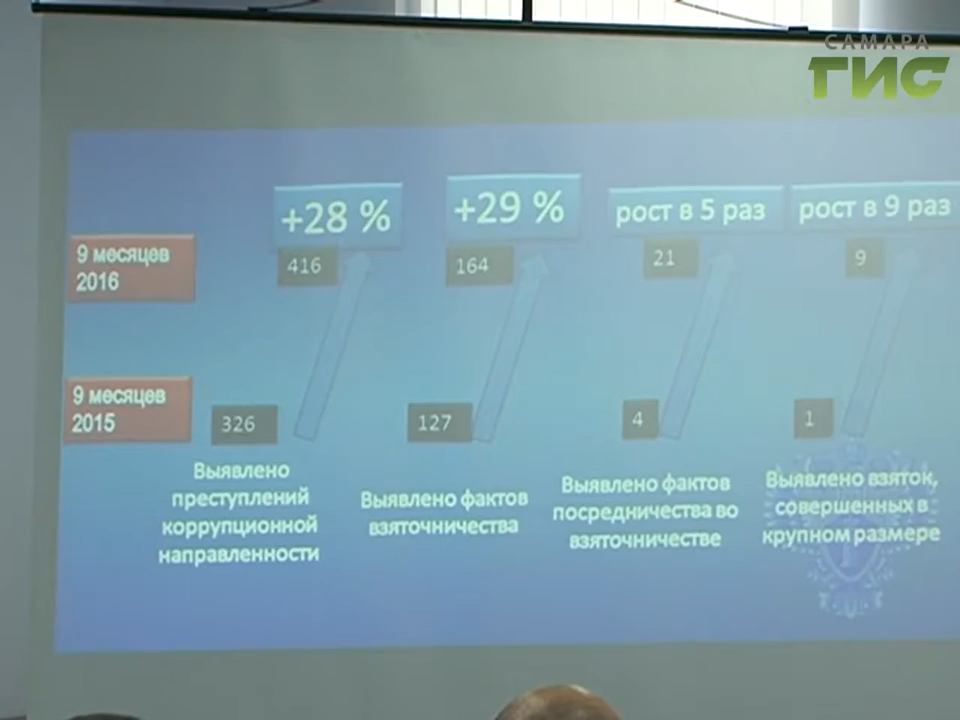 САМАРА
ГИС
+28 %
+29 %
рост в 5 раз
рост в 9 раз
9 месяцев
2016
416
164
21
9
9 месяцев
2015
326
127
4
1
Выявлено
преступлений
коррупционной
направленности
Выявлено фактов
взяточничества
Выявлено фактов
посредничества во
взяточничестве
Выявлено взяток,
совершенных в
крупном размере